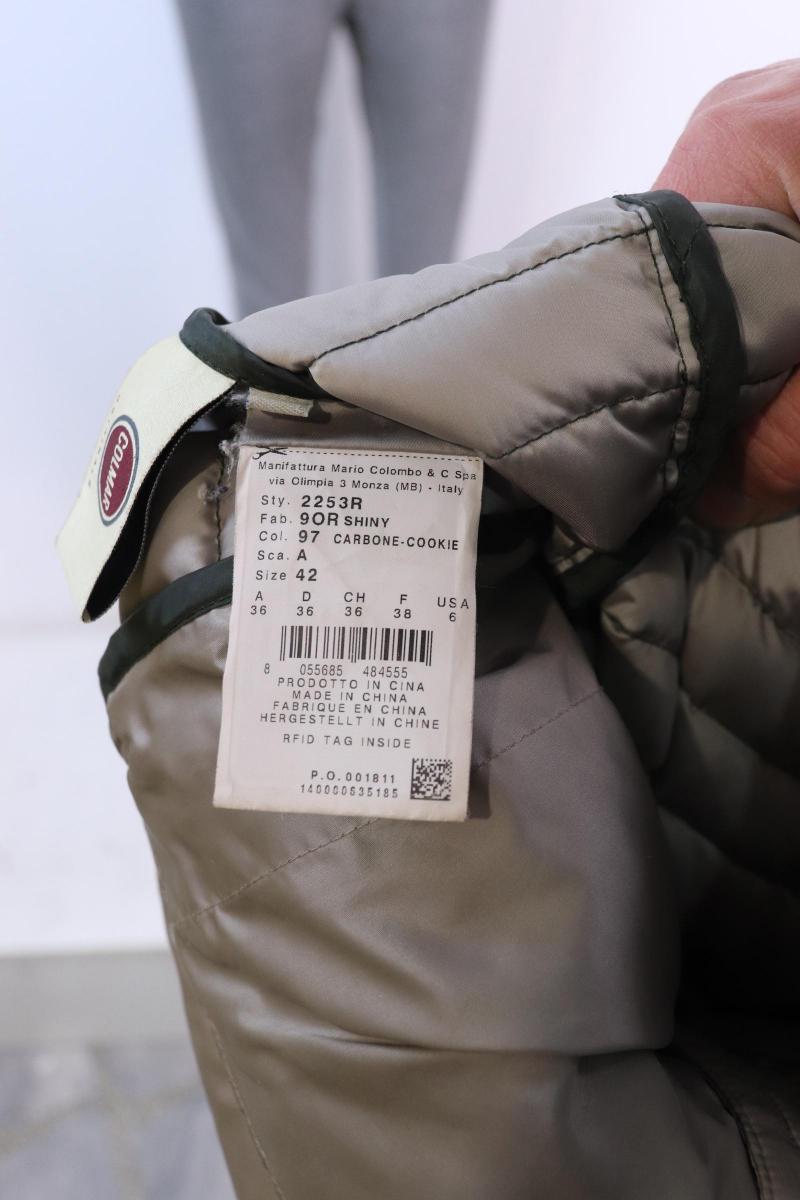 COLMAR
Manifattura Mario Colombo & C Spa
via Olimpia 3 Monza (MB) - Italy
Sty. 2253R
Fab. 9OR SHINY
Col. 97 CARBONE-COOKIE
Sca. A
Size 42
A D CH F USA
36 36 36 38 6
8 055685 484555
PRODOTTO IN CINA
MADE IN CHINA
FABRIQUE EN CHINA
HERGESTELLT IN CHINE
RFID TAG INSIDE
P.O. 001811
140000535185